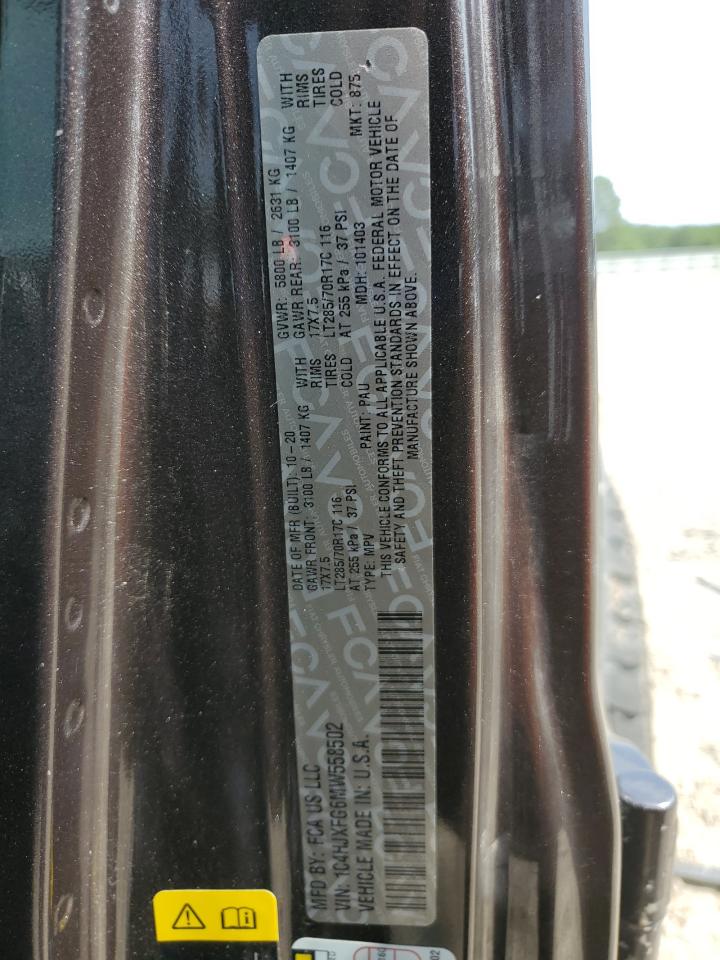 MFD BY: FCA US LLC
DATE OF MFR (BUILT): 10-20
GVWR: 5800 LB / 2631 KG
GAWR FRONT: 3100 LB / 1407 KG WITH
GAWR REAR: 3100 LB / 1407 KG WITH
17X7.5 RIMS
17X7.5 RIMS
LT285/70R17C 116 TIRES
LT285/70R17C 116 TIRES
AT 255 kPa / 37 PSI COLD
AT 255 kPa / 37 PSI COLD
VIN: 1C4HJXFG6MW558502
TYPE: MPV PAINT: PAU MDH: 101403 MKT: 875
VEHICLE MADE IN: U.S.A.
THIS VEHICLE CONFORMS TO ALL APPLICABLE U.S.A. FEDERAL MOTOR VEHICLE
SAFETY AND THEFT PREVENTION STANDARDS IN EFFECT ON THE DATE OF
MANUFACTURE SHOWN ABOVE.